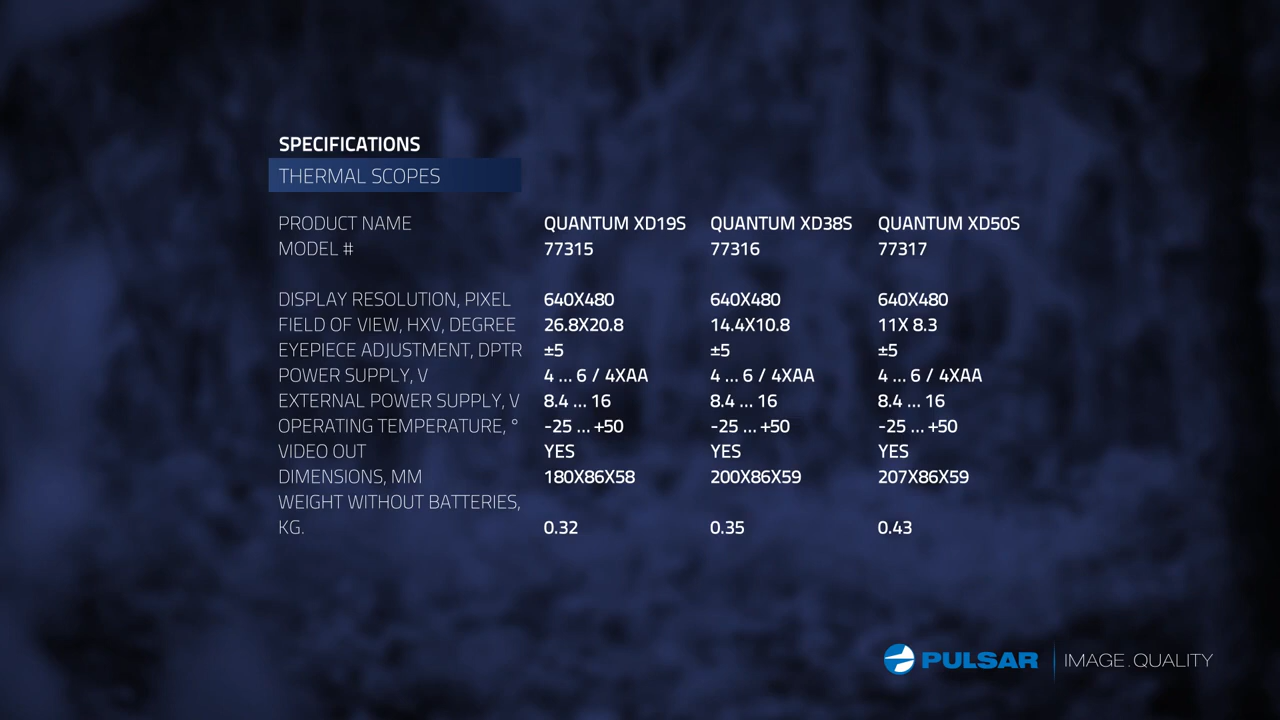 SPECIFICATIONS
THERMAL SCOPES
PRODUCT NAME QUANTUM XD19S QUANTUM XD38S QUANTUM XD50S
MODEL # 77315 77316 77317
DISPLAY RESOLUTION, PIXEL 640X480 640X480 640X480
FIELD OF VIEW, HXV, DEGREE 26.8X20.8 14.4X10.8 11X 8.3
EYEPIECE ADJUSTMENT, DPTR ±5 ±5 ±5
POWER SUPPLY, V 4 ... 6 / 4XAA 4 ... 6 / 4XAA 4 ... 6 / 4XAA
EXTERNAL POWER SUPPLY, V 8.4 ... 16 8.4 ... 16 8.4 ... 16
OPERATING TEMPERATURE, ° -25 ... +50 -25 ... +50 -25 ... +50
VIDEO OUT YES YES YES
DIMENSIONS, MM 180X86X58 200X86X59 207X86X59
WEIGHT WITHOUT BATTERIES,
KG. 0.32 0.35 0.43
PULSAR IMAGE.QUALITY